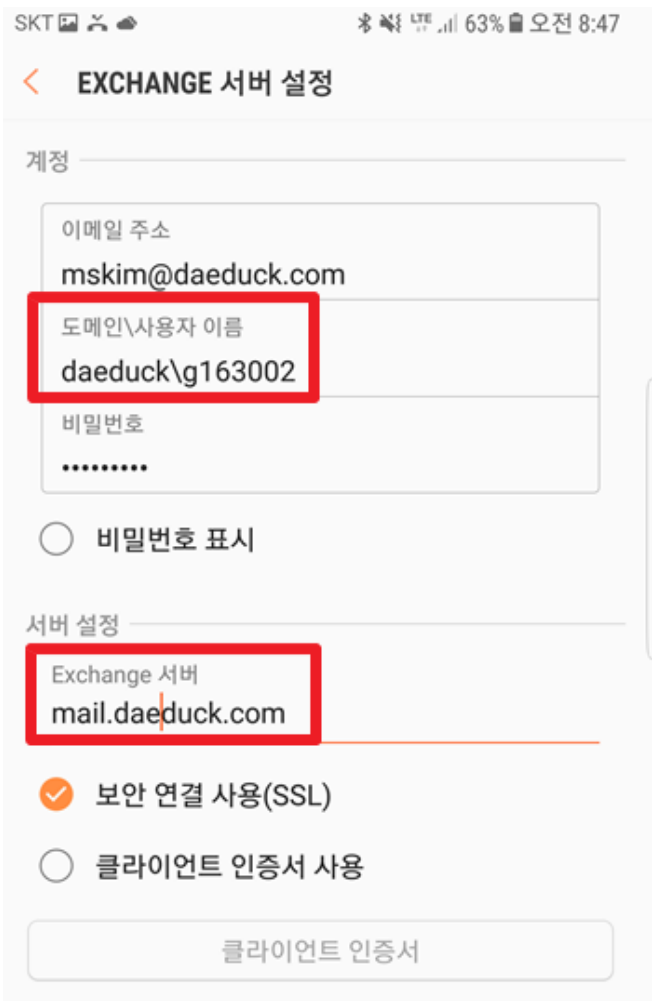 SKT LTE 63% 오전 8:47
EXCHANGE 서버 설정
계정
이메일 주소
mskim@daeduck.com
도메인\사용자 이름
daeduck\g163002
비밀번호
•••••••••
비밀번호 표시
서버 설정
Exchange 서버
mail.daeduck.com
보안 연결 사용(SSL)
클라이언트 인증서 사용
클라이언트 인증서